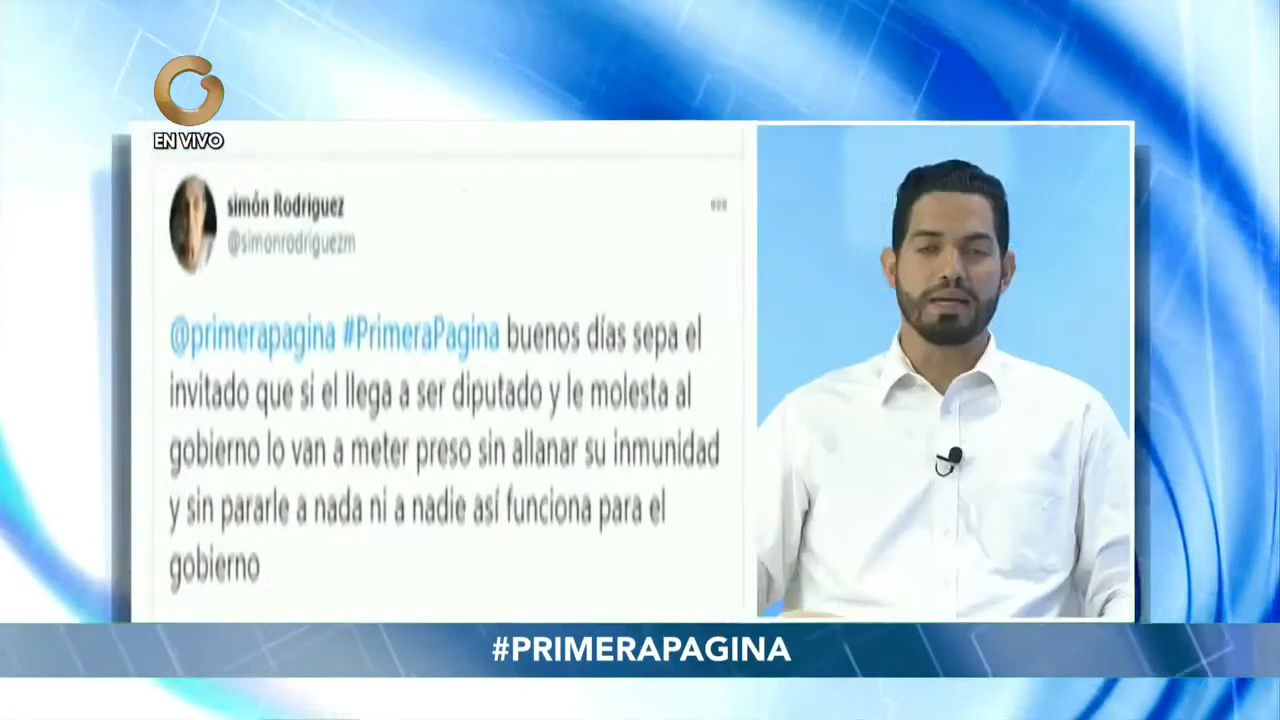 EN VIVO
simón Rodriguez
@simonrodriguezm
@primerapagina #PrimeraPagina buenos días sepa el
invitado que si el llega a ser diputado y le molesta al
gobierno lo van a meter preso sin allanar su inmunidad
y sin pararle a nada ni a nadie así funciona para el
gobierno
#PRIMERAPAGINA